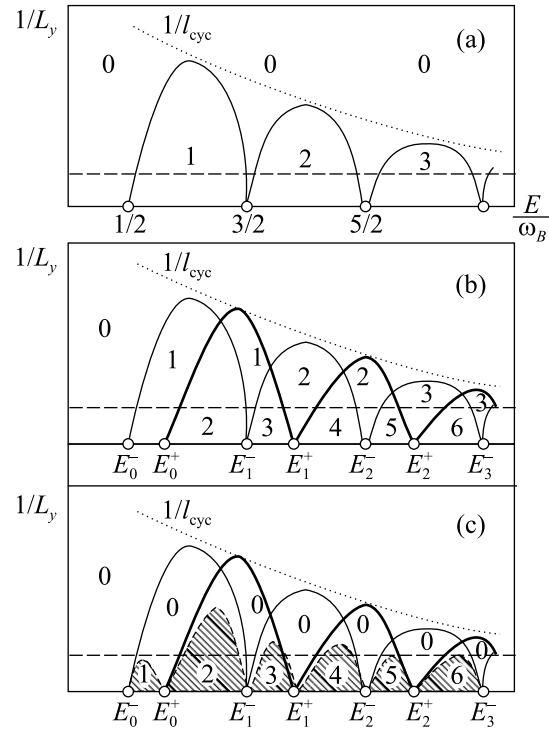 1/L_y
1/l_cyc
(a)
0 0 0
1 2 3
1/2 3/2 5/2
E/ω_B
1/L_y
1/l_cyc
(b)
0
1 1 2 2 3 3
2 3 4 5 6
E_0^- E_0^+ E_1^- E_1^+ E_2^- E_2^+ E_3^-
1/L_y
1/l_cyc
(c)
0
0 0 0 0 0 0
1 2 3 4 5 6
E_0^- E_0^+ E_1^- E_1^+ E_2^- E_2^+ E_3^-